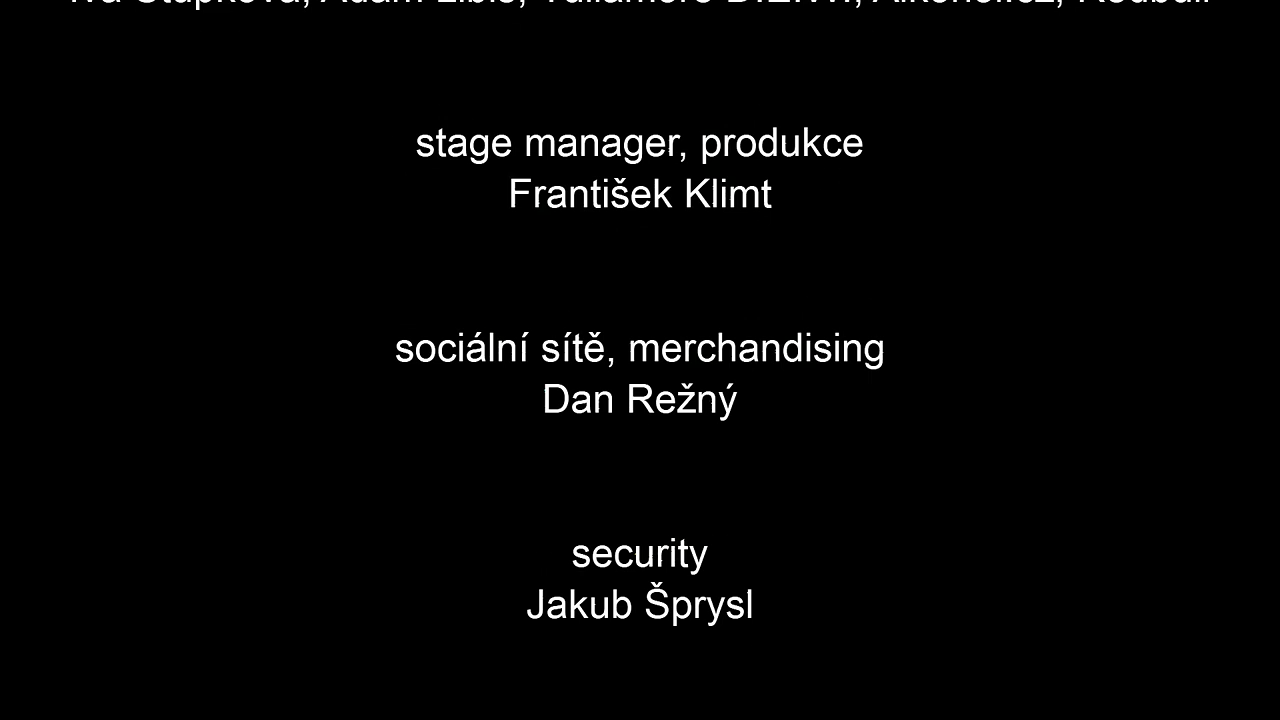 stage manager, produkce
František Klimt
sociální sítě, merchandising
Dan Režný
security
Jakub Šprysl